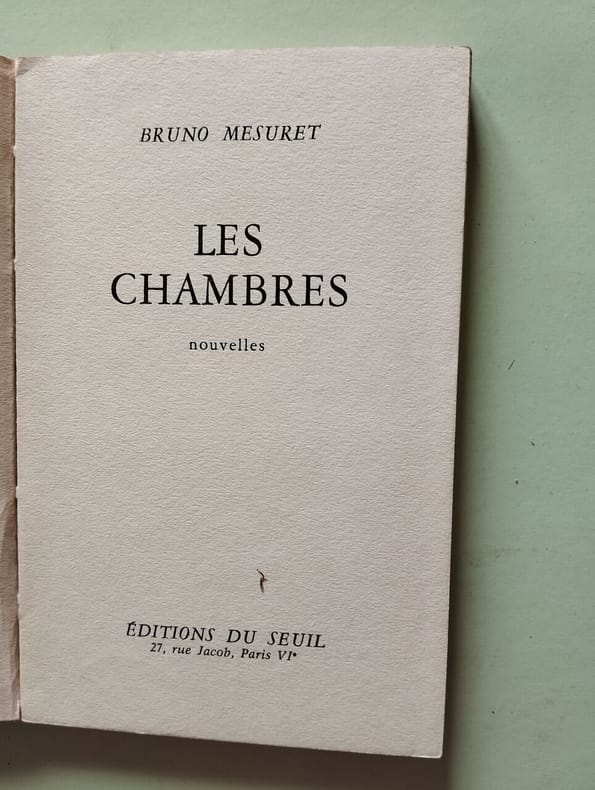 BRUNO MESURET
LES
CHAMBRES
nouvelles
ÉDITIONS DU SEUIL
27, rue Jacob, Paris VIe